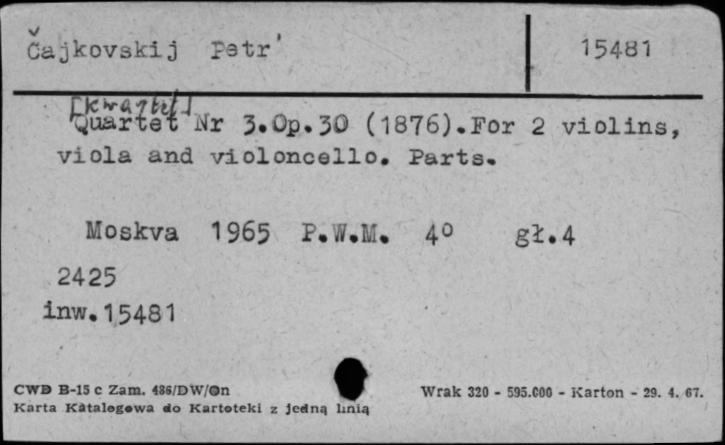 Čajkovskij Petr' 15481
[Kwartet]
Quartet Nr 3.Op.30 (1876).For 2 violins,
viola and violoncello. Parts.
Moskva 1965 P.W.M. 4° gł.4
2425
inw.15481
CWD B-15 c Zam. 486/DW/On Wrak 320 - 595.000 - Karton - 29. 4. 67.
Karta Katalogowa do Kartoteki z jedną linią